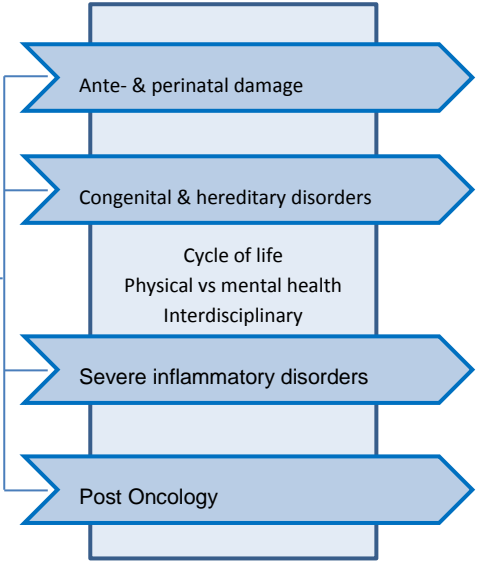 Ante- & perinatal damage
Congenital & hereditary disorders
Cycle of life
Physical vs mental health
Interdisciplinary
Severe inflammatory disorders
Post Oncology